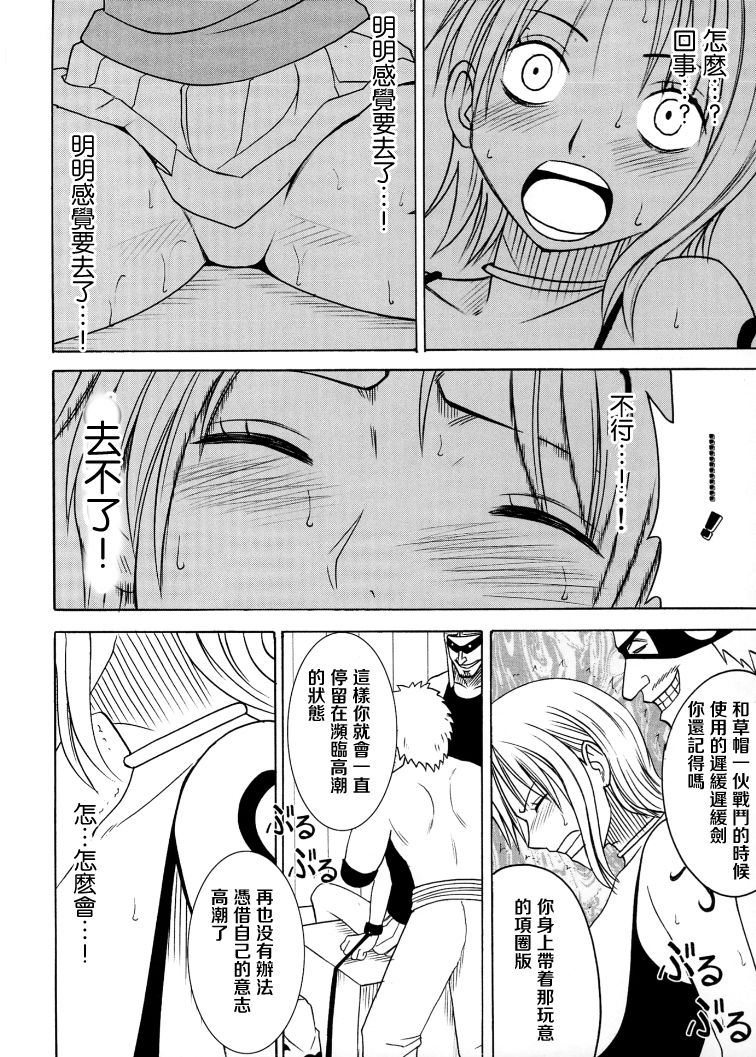 怎麼…?
回事…?
明明感覺要去了…!
明明感覺要去了…!
………!
不行…!…!
去不了!
和草帽一伙戰鬥的時候
使用的遲緩遲緩劍
你還記得嗎
你身上帶着那玩意
的項圈版
ぶる
ぶる
這樣你就會一直
停留在瀕臨高潮
的狀態
再也没有辦法
憑借自己的意志
高潮了
ぶる
ぶる
怎…怎麼會…!